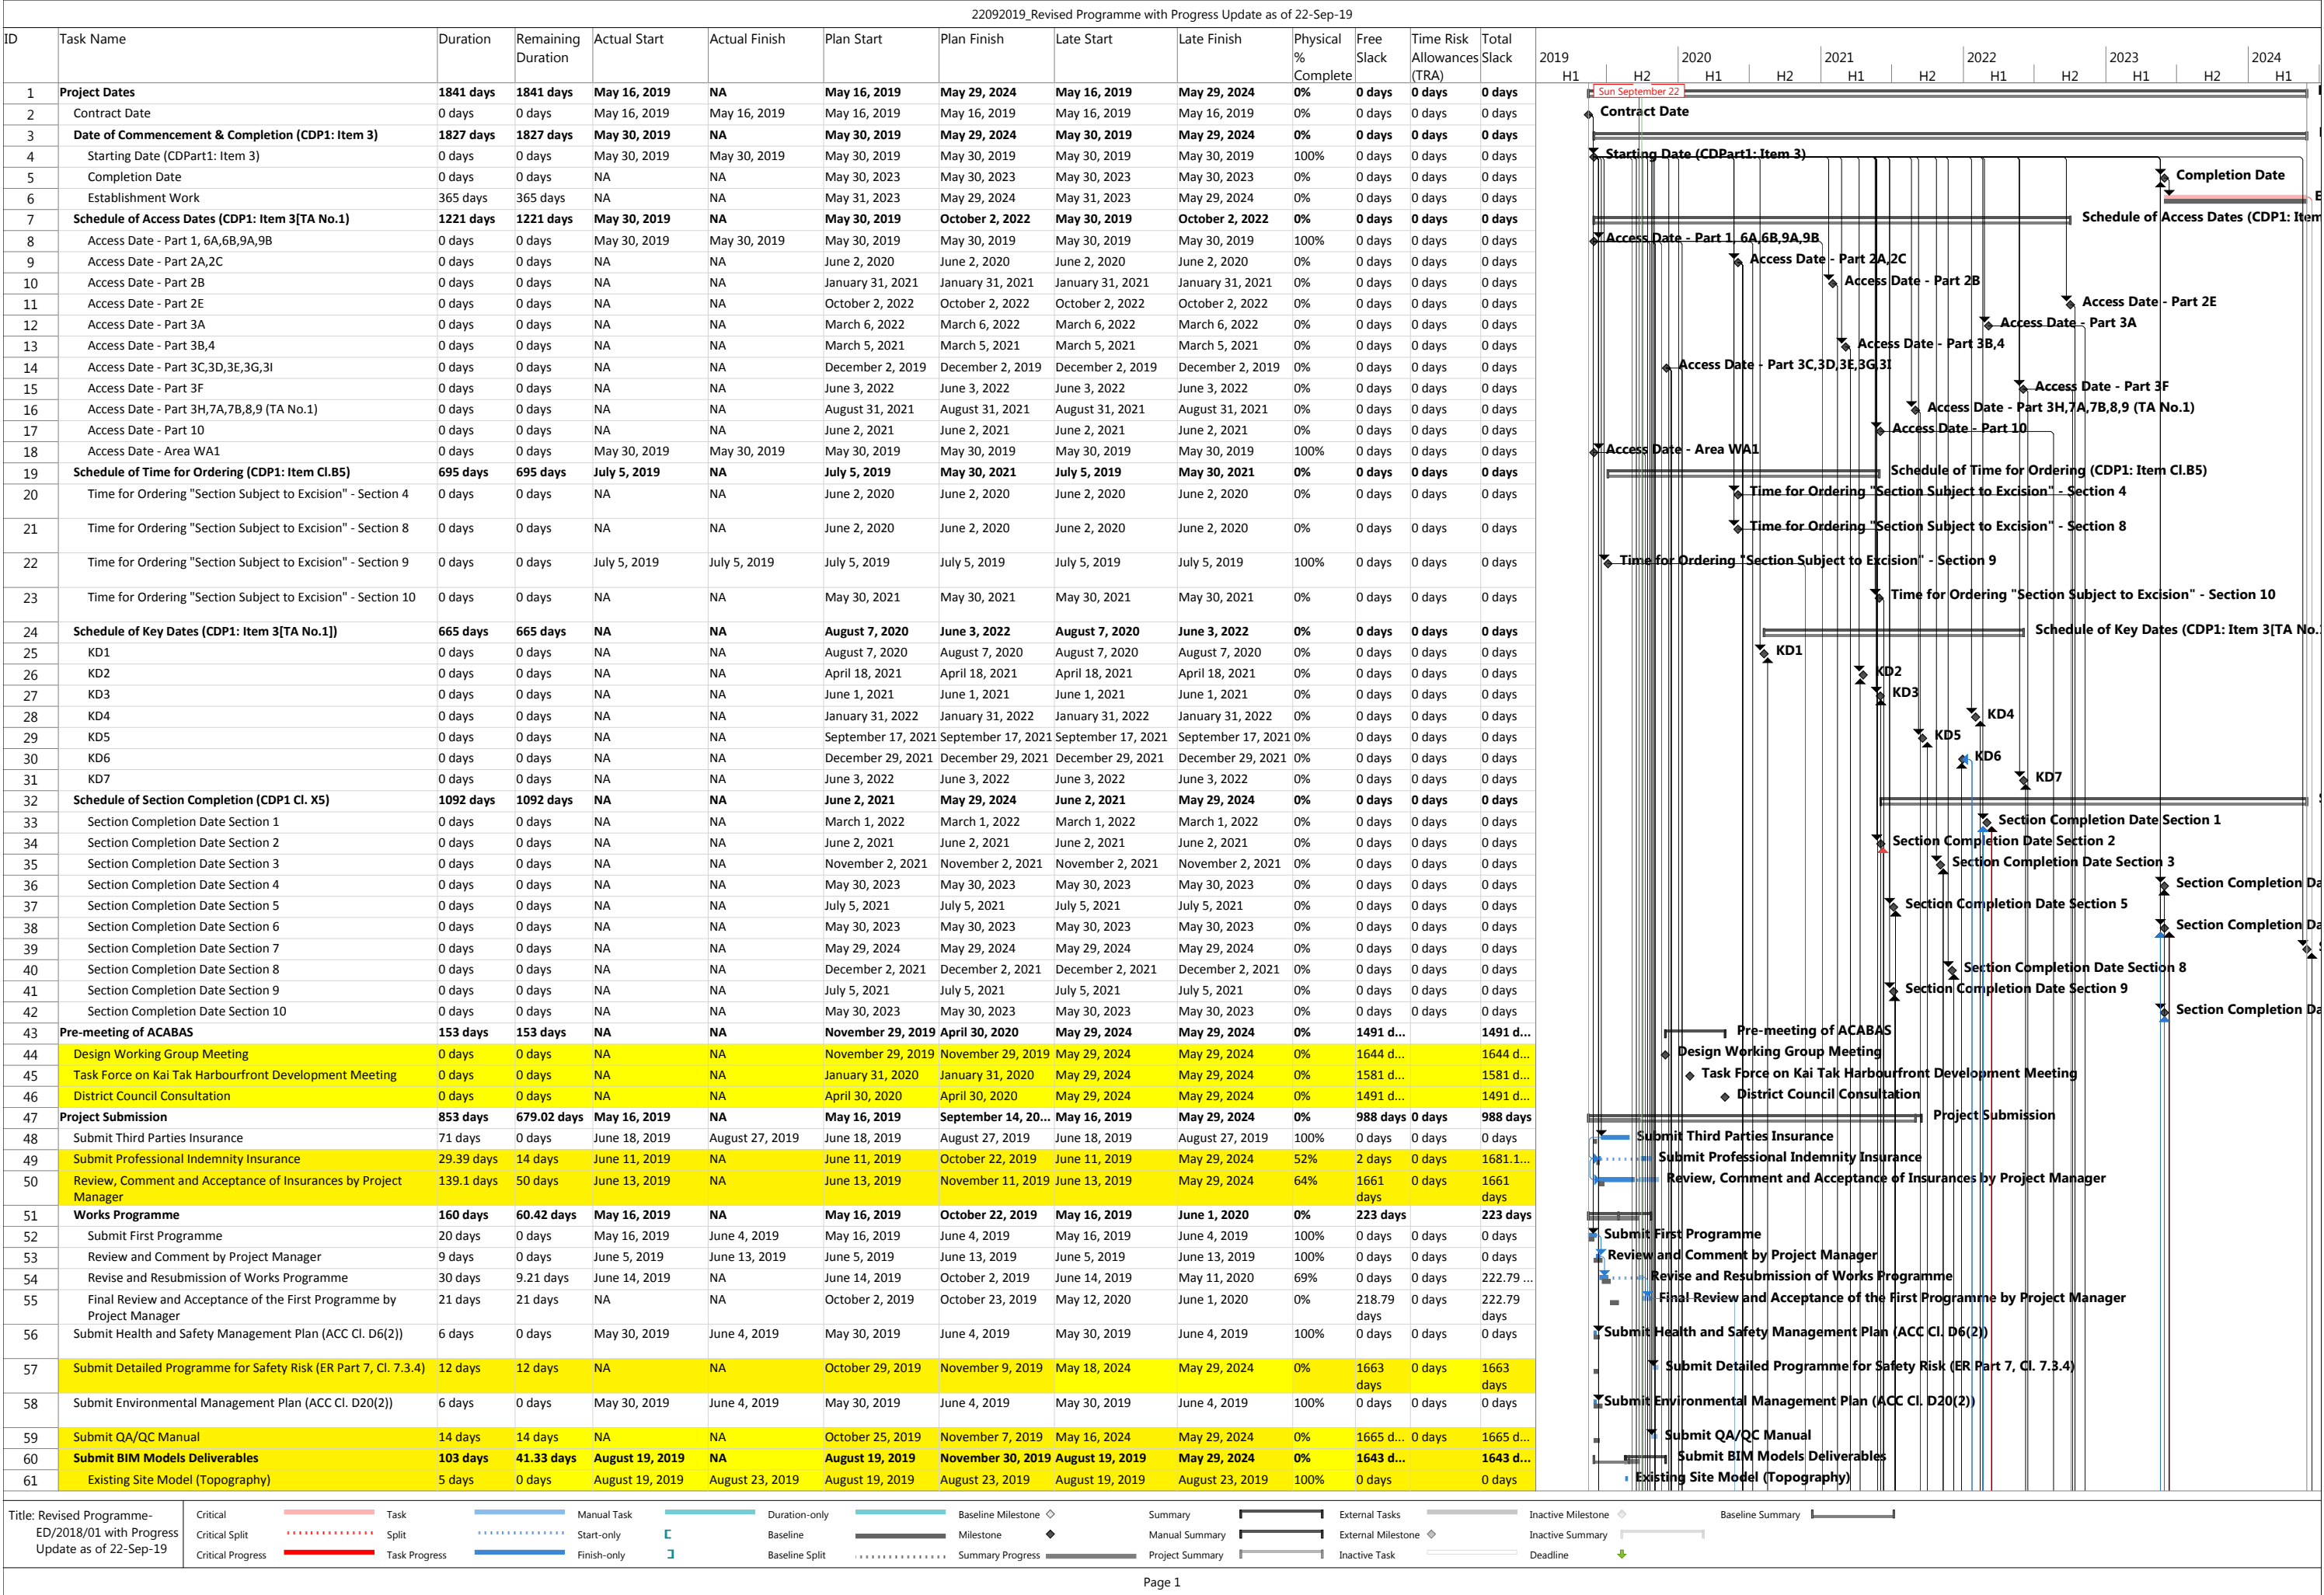 22092019_Revised Programme with Progress Update as of 22-Sep-19
ID Task Name Duration Remaining Duration Actual Start Actual Finish Plan Start Plan Finish Late Start Late Finish Physical % Complete Free Slack Time Risk Allowances (TRA) Total Slack
2019 2020 2021 2022 2023 2024
H1 H2 H1 H2 H1 H2 H1 H2 H1 H2 H1
Sun September 22
1 Project Dates 1841 days 1841 days May 16, 2019 NA May 16, 2019 May 29, 2024 May 16, 2019 May 29, 2024 0% 0 days 0 days 0 days
2 Contract Date 0 days 0 days May 16, 2019 May 16, 2019 May 16, 2019 May 16, 2019 May 16, 2019 May 16, 2019 0% 0 days 0 days 0 days Contract Date
3 Date of Commencement & Completion (CDP1: Item 3) 1827 days 1827 days May 30, 2019 NA May 30, 2019 May 29, 2024 May 30, 2019 May 29, 2024 0% 0 days 0 days 0 days
4 Starting Date (CDPart1: Item 3) 0 days 0 days May 30, 2019 May 30, 2019 May 30, 2019 May 30, 2019 May 30, 2019 May 30, 2019 100% 0 days 0 days 0 days Starting Date (CDPart1: Item 3)
5 Completion Date 0 days 0 days NA NA May 30, 2023 May 30, 2023 May 30, 2023 May 30, 2023 0% 0 days 0 days 0 days Completion Date
6 Establishment Work 365 days 365 days NA NA May 31, 2023 May 29, 2024 May 31, 2023 May 29, 2024 0% 0 days 0 days 0 days
7 Schedule of Access Dates (CDP1: Item 3[TA No.1) 1221 days 1221 days May 30, 2019 NA May 30, 2019 October 2, 2022 May 30, 2019 October 2, 2022 0% 0 days 0 days 0 days Schedule of Access Dates (CDP1: Item
8 Access Date - Part 1, 6A,6B,9A,9B 0 days 0 days May 30, 2019 May 30, 2019 May 30, 2019 May 30, 2019 May 30, 2019 May 30, 2019 100% 0 days 0 days 0 days Access Date - Part 1, 6A,6B,9A,9B
9 Access Date - Part 2A,2C 0 days 0 days NA NA June 2, 2020 June 2, 2020 June 2, 2020 June 2, 2020 0% 0 days 0 days 0 days Access Date - Part 2A,2C
10 Access Date - Part 2B 0 days 0 days NA NA January 31, 2021 January 31, 2021 January 31, 2021 January 31, 2021 0% 0 days 0 days 0 days Access Date - Part 2B
11 Access Date - Part 2E 0 days 0 days NA NA October 2, 2022 October 2, 2022 October 2, 2022 October 2, 2022 0% 0 days 0 days 0 days Access Date - Part 2E
12 Access Date - Part 3A 0 days 0 days NA NA March 6, 2022 March 6, 2022 March 6, 2022 March 6, 2022 0% 0 days 0 days 0 days Access Date - Part 3A
13 Access Date - Part 3B,4 0 days 0 days NA NA March 5, 2021 March 5, 2021 March 5, 2021 March 5, 2021 0% 0 days 0 days 0 days Access Date - Part 3B,4
14 Access Date - Part 3C,3D,3E,3G,3I 0 days 0 days NA NA December 2, 2019 December 2, 2019 December 2, 2019 December 2, 2019 0% 0 days 0 days 0 days Access Date - Part 3C,3D,3E,3G,3I
15 Access Date - Part 3F 0 days 0 days NA NA June 3, 2022 June 3, 2022 June 3, 2022 June 3, 2022 0% 0 days 0 days 0 days Access Date - Part 3F
16 Access Date - Part 3H,7A,7B,8,9 (TA No.1) 0 days 0 days NA NA August 31, 2021 August 31, 2021 August 31, 2021 August 31, 2021 0% 0 days 0 days 0 days Access Date - Part 3H,7A,7B,8,9 (TA No.1)
17 Access Date - Part 10 0 days 0 days NA NA June 2, 2021 June 2, 2021 June 2, 2021 June 2, 2021 0% 0 days 0 days 0 days Access Date - Part 10
18 Access Date - Area WA1 0 days 0 days May 30, 2019 May 30, 2019 May 30, 2019 May 30, 2019 May 30, 2019 May 30, 2019 100% 0 days 0 days 0 days Access Date - Area WA1
19 Schedule of Time for Ordering (CDP1: Item Cl.B5) 695 days 695 days July 5, 2019 NA July 5, 2019 May 30, 2021 July 5, 2019 May 30, 2021 0% 0 days 0 days 0 days Schedule of Time for Ordering (CDP1: Item Cl.B5)
20 Time for Ordering "Section Subject to Excision" - Section 4 0 days 0 days NA NA June 2, 2020 June 2, 2020 June 2, 2020 June 2, 2020 0% 0 days 0 days 0 days Time for Ordering "Section Subject to Excision" - Section 4
21 Time for Ordering "Section Subject to Excision" - Section 8 0 days 0 days NA NA June 2, 2020 June 2, 2020 June 2, 2020 June 2, 2020 0% 0 days 0 days 0 days Time for Ordering "Section Subject to Excision" - Section 8
22 Time for Ordering "Section Subject to Excision" - Section 9 0 days 0 days July 5, 2019 July 5, 2019 July 5, 2019 July 5, 2019 July 5, 2019 July 5, 2019 100% 0 days 0 days 0 days Time for Ordering "Section Subject to Excision" - Section 9
23 Time for Ordering "Section Subject to Excision" - Section 10 0 days 0 days NA NA May 30, 2021 May 30, 2021 May 30, 2021 May 30, 2021 0% 0 days 0 days 0 days Time for Ordering "Section Subject to Excision" - Section 10
24 Schedule of Key Dates (CDP1: Item 3[TA No.1]) 665 days 665 days NA NA August 7, 2020 June 3, 2022 August 7, 2020 June 3, 2022 0% 0 days 0 days 0 days Schedule of Key Dates (CDP1: Item 3[TA No.
25 KD1 0 days 0 days NA NA August 7, 2020 August 7, 2020 August 7, 2020 August 7, 2020 0% 0 days 0 days 0 days KD1
26 KD2 0 days 0 days NA NA April 18, 2021 April 18, 2021 April 18, 2021 April 18, 2021 0% 0 days 0 days 0 days KD2
27 KD3 0 days 0 days NA NA June 1, 2021 June 1, 2021 June 1, 2021 June 1, 2021 0% 0 days 0 days 0 days KD3
28 KD4 0 days 0 days NA NA January 31, 2022 January 31, 2022 January 31, 2022 January 31, 2022 0% 0 days 0 days 0 days KD4
29 KD5 0 days 0 days NA NA September 17, 2021 September 17, 2021 September 17, 2021 September 17, 2021 0% 0 days 0 days 0 days KD5
30 KD6 0 days 0 days NA NA December 29, 2021 December 29, 2021 December 29, 2021 December 29, 2021 0% 0 days 0 days 0 days KD6
31 KD7 0 days 0 days NA NA June 3, 2022 June 3, 2022 June 3, 2022 June 3, 2022 0% 0 days 0 days 0 days KD7
32 Schedule of Section Completion (CDP1 Cl. X5) 1092 days 1092 days NA NA June 2, 2021 May 29, 2024 June 2, 2021 May 29, 2024 0% 0 days 0 days 0 days
33 Section Completion Date Section 1 0 days 0 days NA NA March 1, 2022 March 1, 2022 March 1, 2022 March 1, 2022 0% 0 days 0 days 0 days Section Completion Date Section 1
34 Section Completion Date Section 2 0 days 0 days NA NA June 2, 2021 June 2, 2021 June 2, 2021 June 2, 2021 0% 0 days 0 days 0 days Section Completion Date Section 2
35 Section Completion Date Section 3 0 days 0 days NA NA November 2, 2021 November 2, 2021 November 2, 2021 November 2, 2021 0% 0 days 0 days 0 days Section Completion Date Section 3
36 Section Completion Date Section 4 0 days 0 days NA NA May 30, 2023 May 30, 2023 May 30, 2023 May 30, 2023 0% 0 days 0 days 0 days Section Completion Da
37 Section Completion Date Section 5 0 days 0 days NA NA July 5, 2021 July 5, 2021 July 5, 2021 July 5, 2021 0% 0 days 0 days 0 days Section Completion Date Section 5
38 Section Completion Date Section 6 0 days 0 days NA NA May 30, 2023 May 30, 2023 May 30, 2023 May 30, 2023 0% 0 days 0 days 0 days Section Completion Da
39 Section Completion Date Section 7 0 days 0 days NA NA May 29, 2024 May 29, 2024 May 29, 2024 May 29, 2024 0% 0 days 0 days 0 days
40 Section Completion Date Section 8 0 days 0 days NA NA December 2, 2021 December 2, 2021 December 2, 2021 December 2, 2021 0% 0 days 0 days 0 days Section Completion Date Section 8
41 Section Completion Date Section 9 0 days 0 days NA NA July 5, 2021 July 5, 2021 July 5, 2021 July 5, 2021 0% 0 days 0 days 0 days Section Completion Date Section 9
42 Section Completion Date Section 10 0 days 0 days NA NA May 30, 2023 May 30, 2023 May 30, 2023 May 30, 2023 0% 0 days 0 days 0 days Section Completion Da
43 Pre-meeting of ACABAS 153 days 153 days NA NA November 29, 2019 April 30, 2020 May 29, 2024 May 29, 2024 0% 1491 d... 1491 d... Pre-meeting of ACABAS
44 Design Working Group Meeting 0 days 0 days NA NA November 29, 2019 November 29, 2019 May 29, 2024 May 29, 2024 0% 1644 d... 1644 d... Design Working Group Meeting
45 Task Force on Kai Tak Harbourfront Development Meeting 0 days 0 days NA NA January 31, 2020 January 31, 2020 May 29, 2024 May 29, 2024 0% 1581 d... 1581 d... Task Force on Kai Tak Harbourfront Development Meeting
46 District Council Consultation 0 days 0 days NA NA April 30, 2020 April 30, 2020 May 29, 2024 May 29, 2024 0% 1491 d... 1491 d... District Council Consultation
47 Project Submission 853 days 679.02 days May 16, 2019 NA May 16, 2019 September 14, 20... May 16, 2019 May 29, 2024 0% 988 days 0 days 988 days Project Submission
48 Submit Third Parties Insurance 71 days 0 days June 18, 2019 August 27, 2019 June 18, 2019 August 27, 2019 June 18, 2019 August 27, 2019 100% 0 days 0 days 0 days Submit Third Parties Insurance
49 Submit Professional Indemnity Insurance 29.39 days 14 days June 11, 2019 NA June 11, 2019 October 22, 2019 June 11, 2019 May 29, 2024 52% 2 days 0 days 1681.1... Submit Professional Indemnity Insurance
50 Review, Comment and Acceptance of Insurances by Project Manager 139.1 days 50 days June 13, 2019 NA June 13, 2019 November 11, 2019 June 13, 2019 May 29, 2024 64% 1661 days 0 days 1661 days Review, Comment and Acceptance of Insurances by Project Manager
51 Works Programme 160 days 60.42 days May 16, 2019 NA May 16, 2019 October 22, 2019 May 16, 2019 June 1, 2020 0% 223 days 223 days
52 Submit First Programme 20 days 0 days May 16, 2019 June 4, 2019 May 16, 2019 June 4, 2019 May 16, 2019 June 4, 2019 100% 0 days 0 days 0 days Submit First Programme
53 Review and Comment by Project Manager 9 days 0 days June 5, 2019 June 13, 2019 June 5, 2019 June 13, 2019 June 5, 2019 June 13, 2019 100% 0 days 0 days 0 days Review and Comment by Project Manager
54 Revise and Resubmission of Works Programme 30 days 9.21 days June 14, 2019 NA June 14, 2019 October 2, 2019 June 14, 2019 May 11, 2020 69% 0 days 0 days 222.79 ... Revise and Resubmission of Works Programme
55 Final Review and Acceptance of the First Programme by Project Manager 21 days 21 days NA NA October 2, 2019 October 23, 2019 May 12, 2020 June 1, 2020 0% 218.79 days 0 days 222.79 days Final Review and Acceptance of the First Programme by Project Manager
56 Submit Health and Safety Management Plan (ACC Cl. D6(2)) 6 days 0 days May 30, 2019 June 4, 2019 May 30, 2019 June 4, 2019 May 30, 2019 June 4, 2019 100% 0 days 0 days 0 days Submit Health and Safety Management Plan (ACC Cl. D6(2))
57 Submit Detailed Programme for Safety Risk (ER Part 7, Cl. 7.3.4) 12 days 12 days NA NA October 29, 2019 November 9, 2019 May 18, 2024 May 29, 2024 0% 1663 days 0 days 1663 days Submit Detailed Programme for Safety Risk (ER Part 7, Cl. 7.3.4)
58 Submit Environmental Management Plan (ACC Cl. D20(2)) 6 days 0 days May 30, 2019 June 4, 2019 May 30, 2019 June 4, 2019 May 30, 2019 June 4, 2019 100% 0 days 0 days 0 days Submit Environmental Management Plan (ACC Cl. D20(2))
59 Submit QA/QC Manual 14 days 14 days NA NA October 25, 2019 November 7, 2019 May 16, 2024 May 29, 2024 0% 1665 d... 0 days 1665 d... Submit QA/QC Manual
60 Submit BIM Models Deliverables 103 days 41.33 days August 19, 2019 NA August 19, 2019 November 30, 2019 August 19, 2019 May 29, 2024 0% 1643 d... 1643 d... Submit BIM Models Deliverables
61 Existing Site Model (Topography) 5 days 0 days August 19, 2019 August 23, 2019 August 19, 2019 August 23, 2019 August 19, 2019 August 23, 2019 100% 0 days 0 days Existing Site Model (Topography)
Title: Revised Programme-
ED/2018/01 with Progress
Update as of 22-Sep-19
Critical Task Manual Task Duration-only Baseline Milestone Summary External Tasks Inactive Milestone Baseline Summary
Critical Split Split Start-only Baseline Milestone Manual Summary External Milestone Inactive Summary
Critical Progress Task Progress Finish-only Baseline Split Summary Progress Project Summary Inactive Task Deadline
Page 1